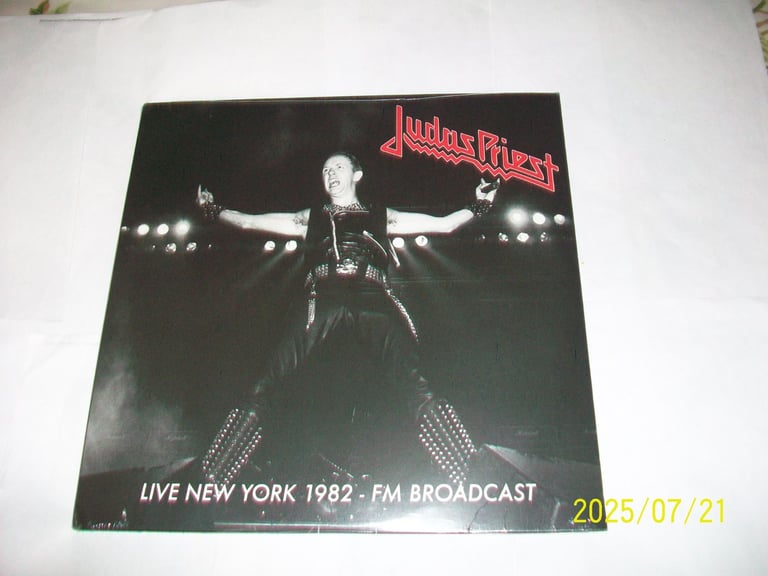 Judas Priest
LIVE NEW YORK 1982 - FM BROADCAST
2025/07/21